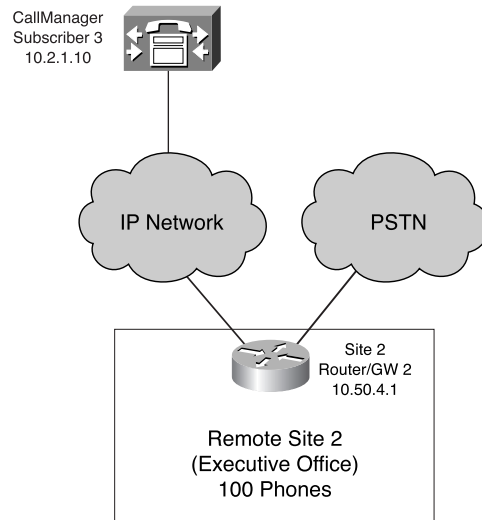 CallManager
Subscriber 3
10.2.1.10
IP Network
PSTN
Site 2
Router/GW 2
10.50.4.1
Remote Site 2
(Executive Office)
100 Phones